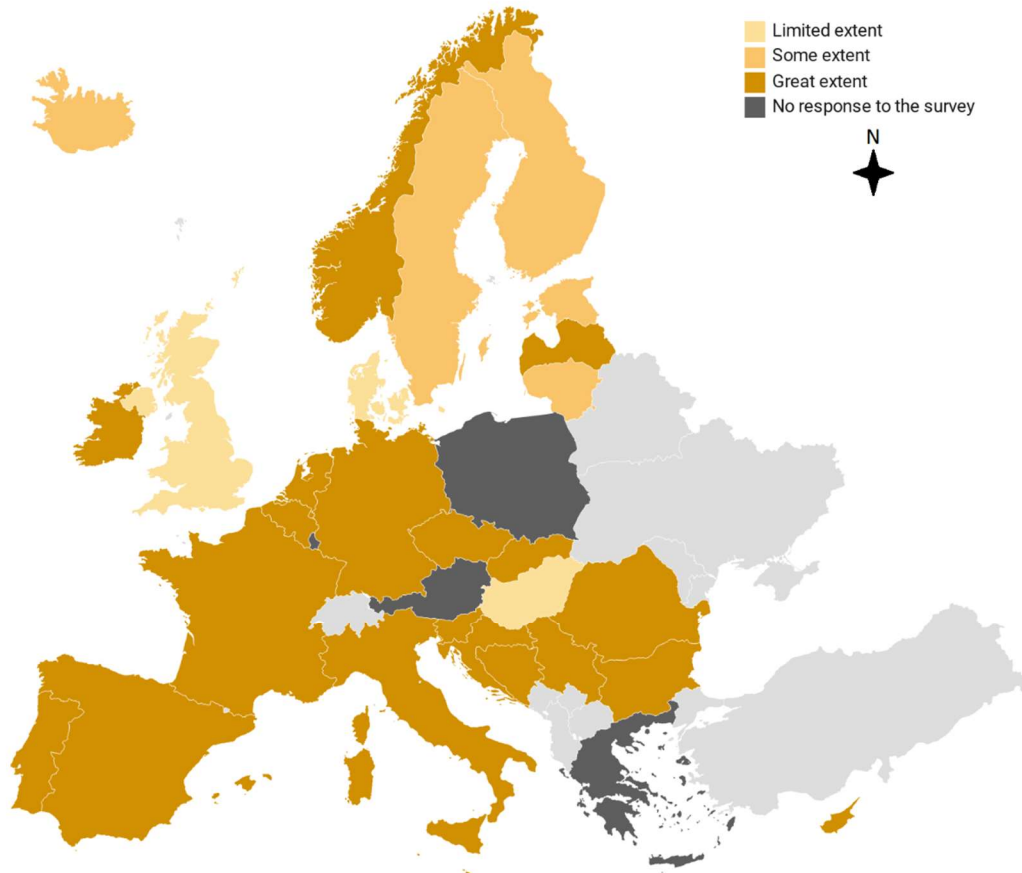 Limited extent
Some extent
Great extent
No response to the survey
N